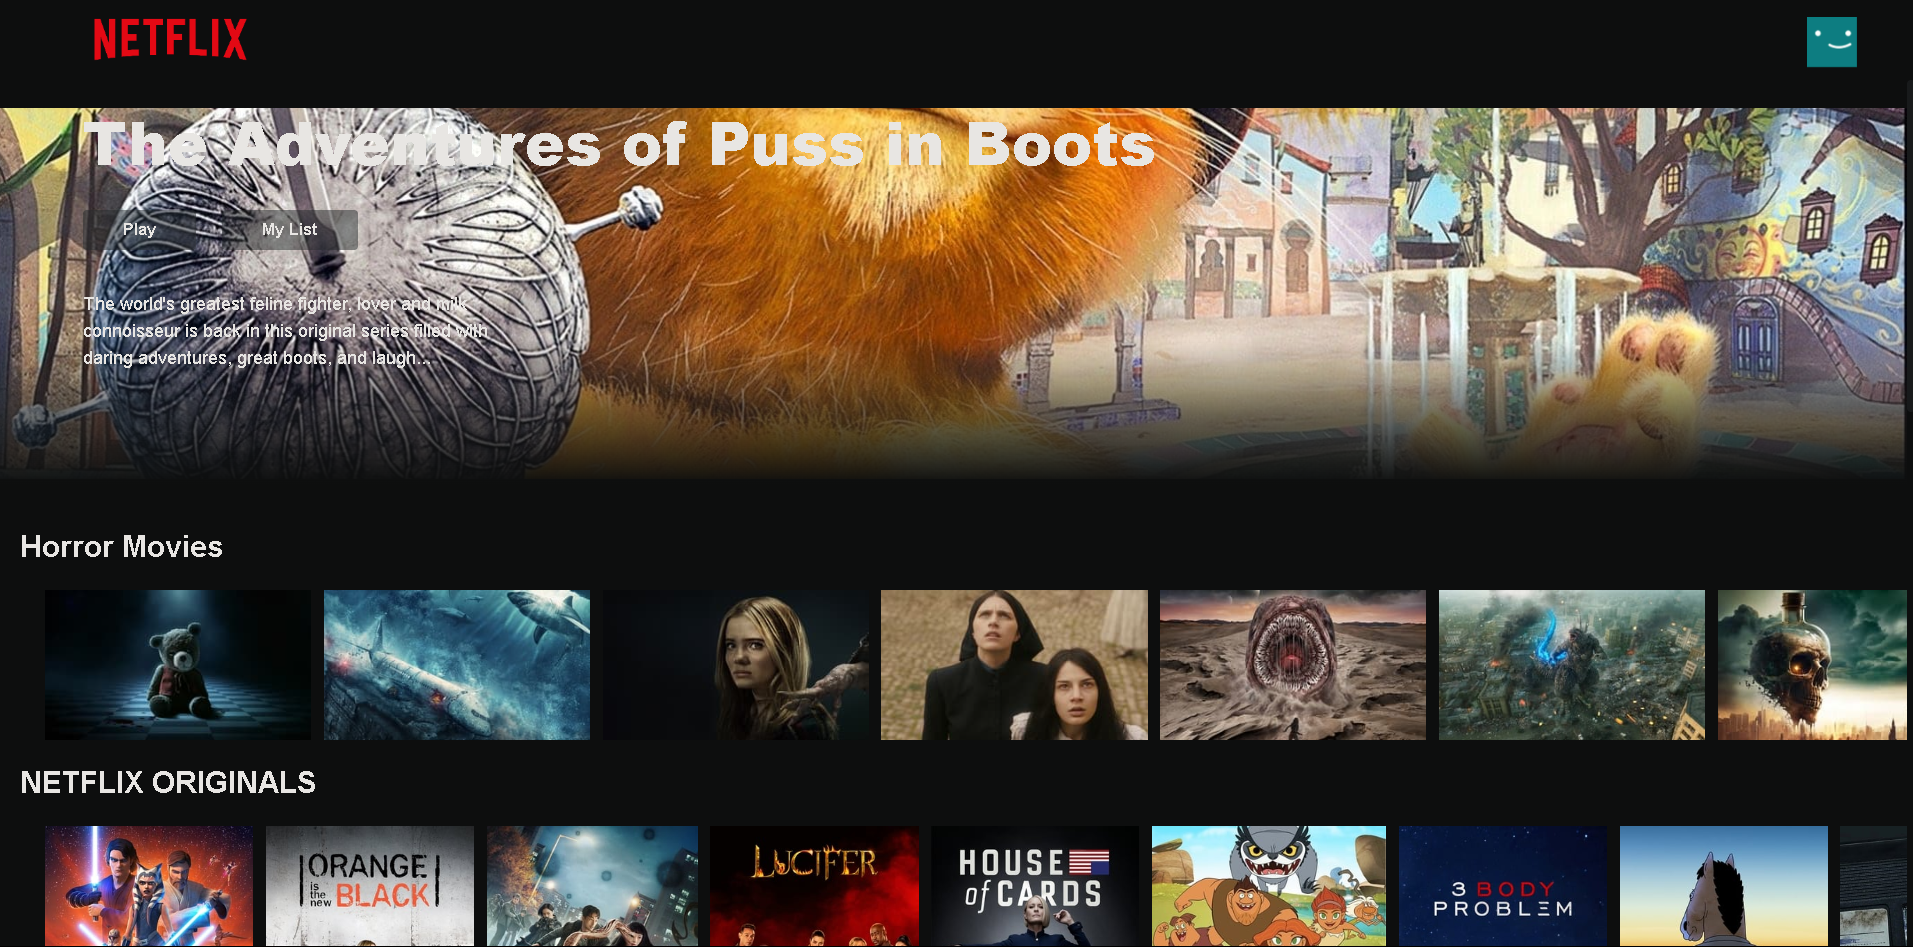 NETFLIX
The Adventures of Puss in Boots
Play
My List
The world's greatest feline fighter, lover and milk
connoisseur is back in this original series filled with
daring adventures, great boots, and laugh...
Horror Movies
NETFLIX ORIGINALS
ORANGE
is the new BLACK
LUCIFER
HOUSE
of CARDS
3 BODY
PROBLEM